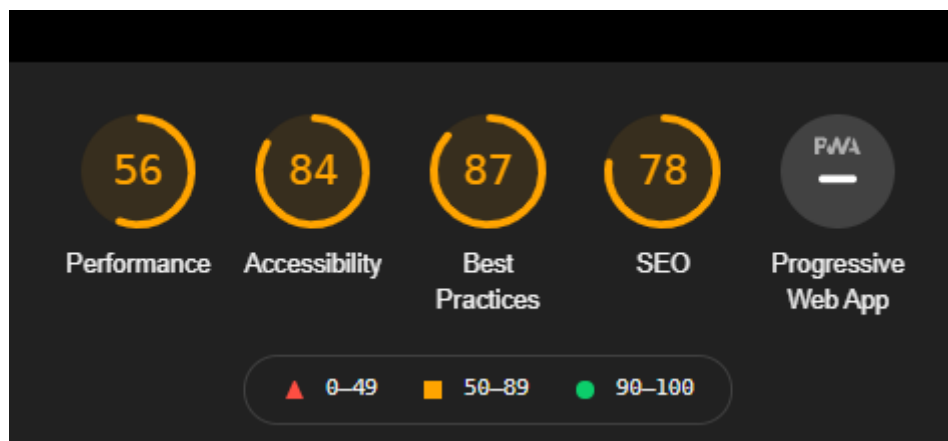 56
84
87
78
PWA
Performance
Accessibility
Best
Practices
SEO
Progressive
Web App
0–49
50–89
90–100